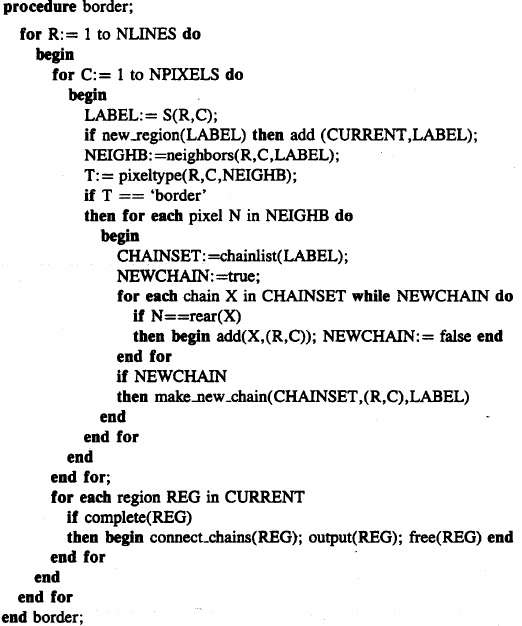 procedure border;
for R:= 1 to NLINES do
begin
for C:= 1 to NPIXELS do
begin
LABEL:= S(R,C);
if new_region(LABEL) then add (CURRENT,LABEL);
NEIGHB:=neighbors(R,C,LABEL);
T:= pixeltype(R,C,NEIGHB);
if T == ‘border’
then for each pixel N in NEIGHB do
begin
CHAINSET:=chainlist(LABEL);
NEWCHAIN:=true;
for each chain X in CHAINSET while NEWCHAIN do
if N==rear(X)
then begin add(X,(R,C)); NEWCHAIN:= false end
end for
if NEWCHAIN
then make_new_chain(CHAINSET,(R,C),LABEL)
end
end for
end
end for;
for each region REG in CURRENT
if complete(REG)
then begin connect_chains(REG); output(REG); free(REG) end
end for
end
end for
end border;